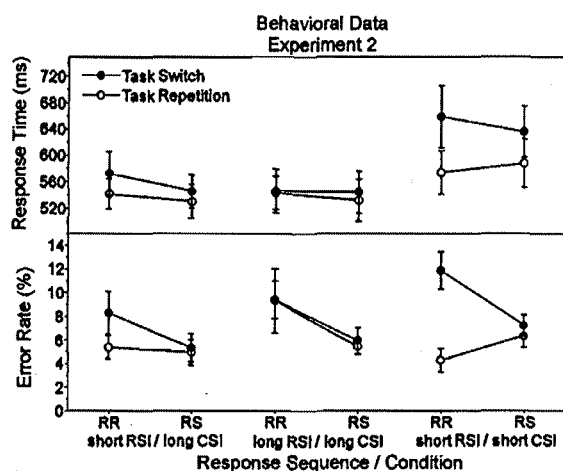 Behavioral Data
Experiment 2
Response Time (ms)
720
680
640
600
560
520
Task Switch
Task Repetition
Error Rate (%)
14
12
10
8
6
4
2
0
RR RS RR RS RR RS
short RSI / long CSI long RSI / long CSI short RSI / short CSI
Response Sequence / Condition